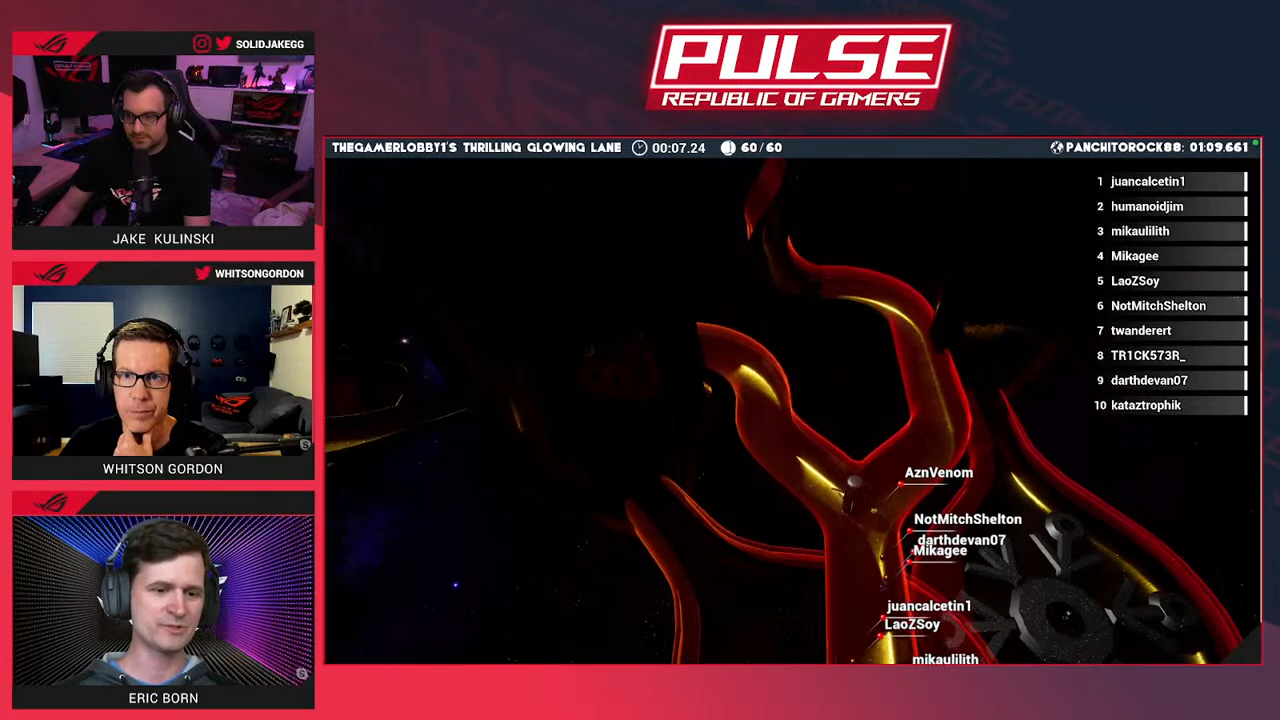 SOLIDJAKEGG
JAKE KULINSKI
WHITSONGORDON
WHITSON GORDON
ERIC BORN
PULSE
REPUBLIC OF GAMERS
THEGAMERLOBBY1'S THRILLING GLOWING LANE 00:07.24 60/60 PANCHITOROCK88: 01:09.661
1 juancalcetin1
2 humanoidjim
3 mikaulilith
4 Mikagee
5 LaoZSoy
6 NotMitchShelton
7 twanderert
8 TR1CK573R_
9 darthdevan07
10 kataztrophik
AznVenom
NotMitchShelton
darthdevan07
Mikagee
juancalcetin1
LaoZSoy
mikaulilith